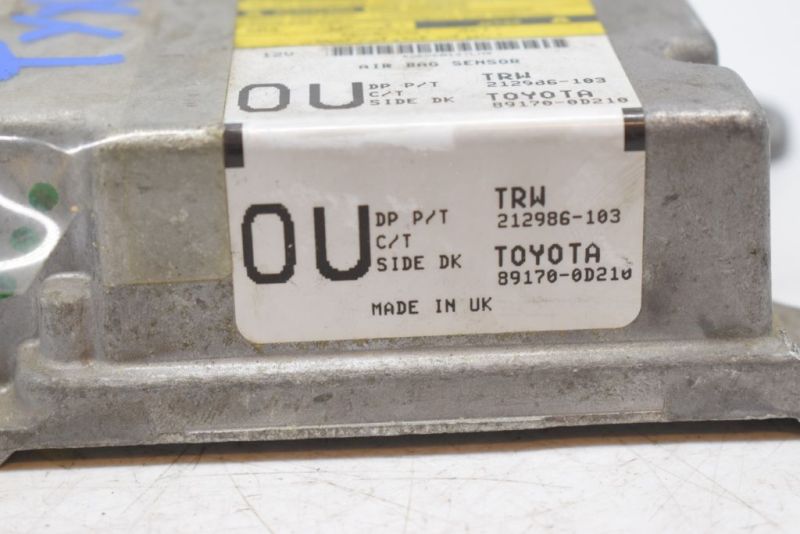 12V
AIR BAG SENSOR
OU DP P/T TRW
C/T 212986-103
SIDE DK TOYOTA
89170-0D210
OU DP P/T TRW
C/T 212986-103
SIDE DK TOYOTA
89170-0D210
MADE IN UK